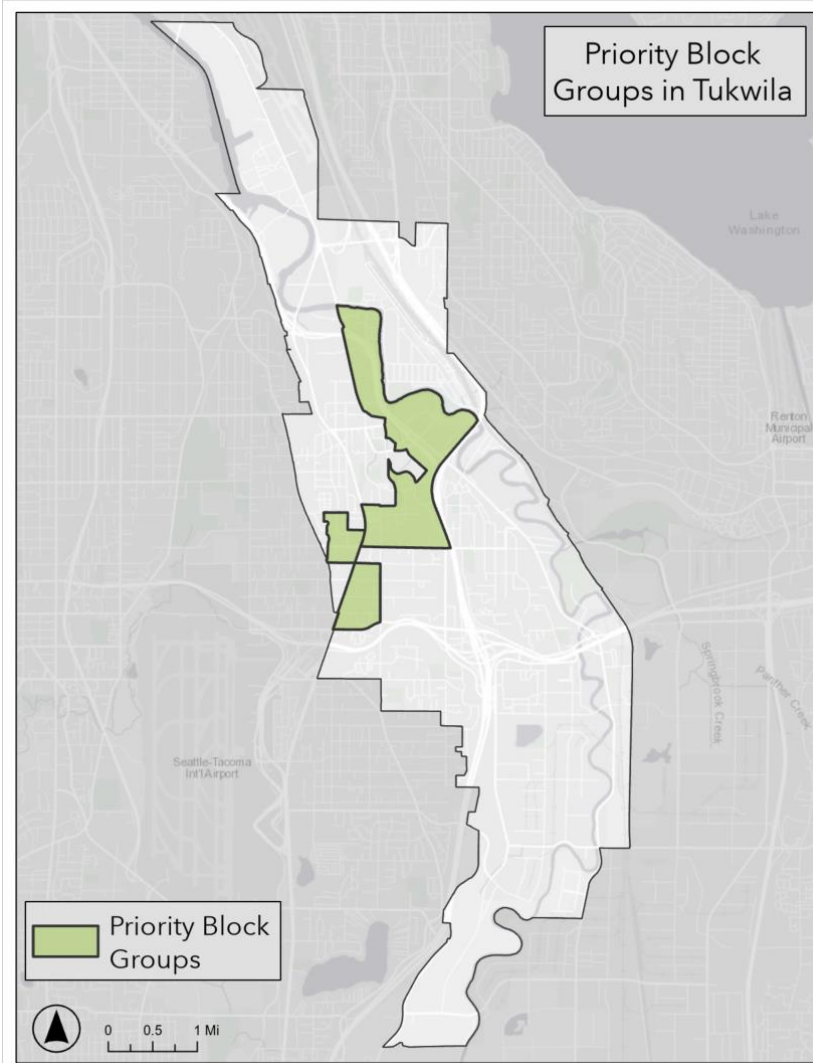 Priority Block
Groups in Tukwila
Lake
Washington
Renton
Municipal
Airport
Springbrook Creek
Panther Creek
Seattle-Tacoma
Int'l Airport
Priority Block
Groups
0 0.5 1 Mi